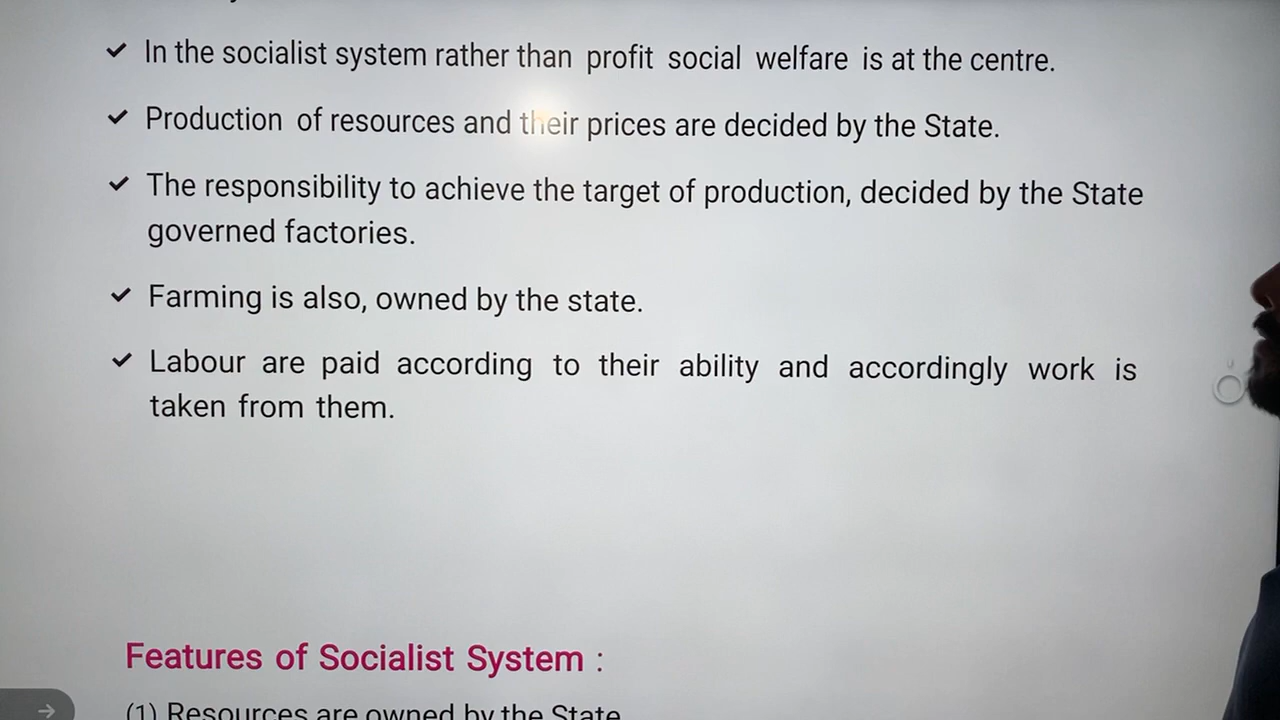 ✓ In the socialist system rather than profit social welfare is at the centre.
✓ Production of resources and their prices are decided by the State.
✓ The responsibility to achieve the target of production, decided by the State
governed factories.
✓ Farming is also, owned by the state.
✓ Labour are paid according to their ability and accordingly work is
taken from them.
Features of Socialist System :
(1) Resources are owned by the State